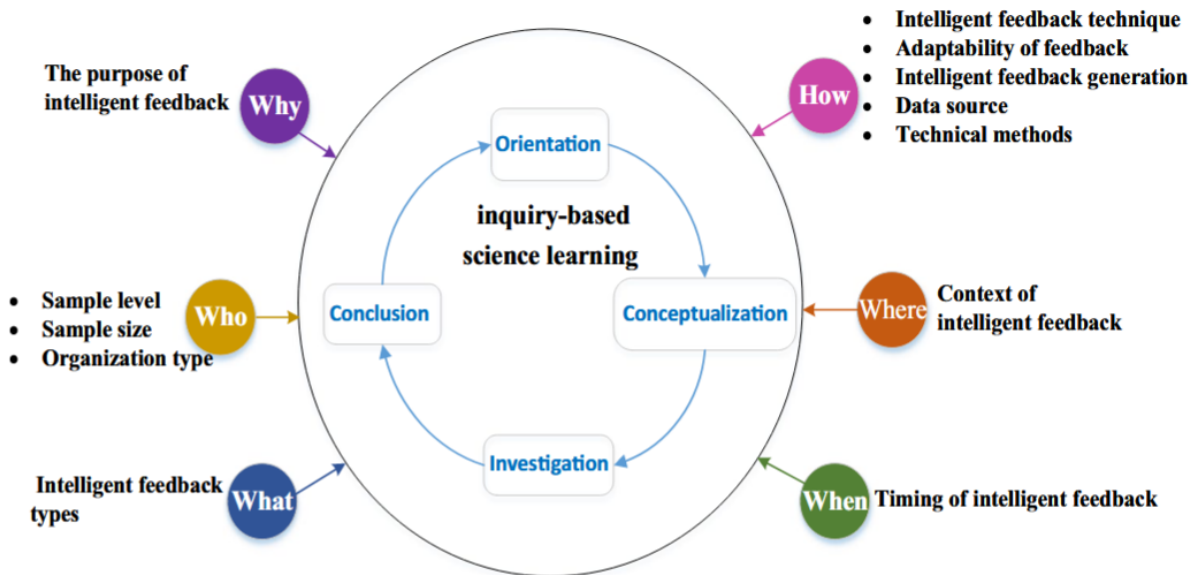 The purpose of
intelligent feedback
Why
How
• Intelligent feedback technique
• Adaptability of feedback
• Intelligent feedback generation
• Data source
• Technical methods
Orientation
inquiry-based
science learning
Conclusion
Conceptualization
Investigation
• Sample level
• Sample size
• Organization type
Who
Where
Context of
intelligent feedback
Intelligent feedback
types
What
When
Timing of intelligent feedback